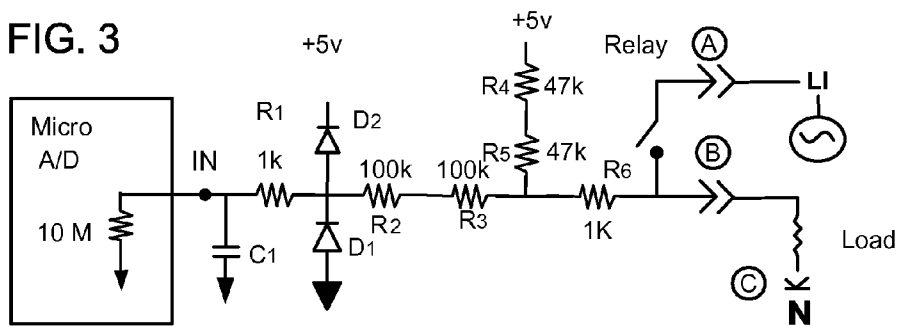 FIG. 3
+5v
+5v
Relay
A
LI
R4
47k
Micro
A/D
R1
D2
IN
1k
100k
100k
R5
47k
R6
B
10 M
C1
D1
R2
R3
1K
Load
C
N